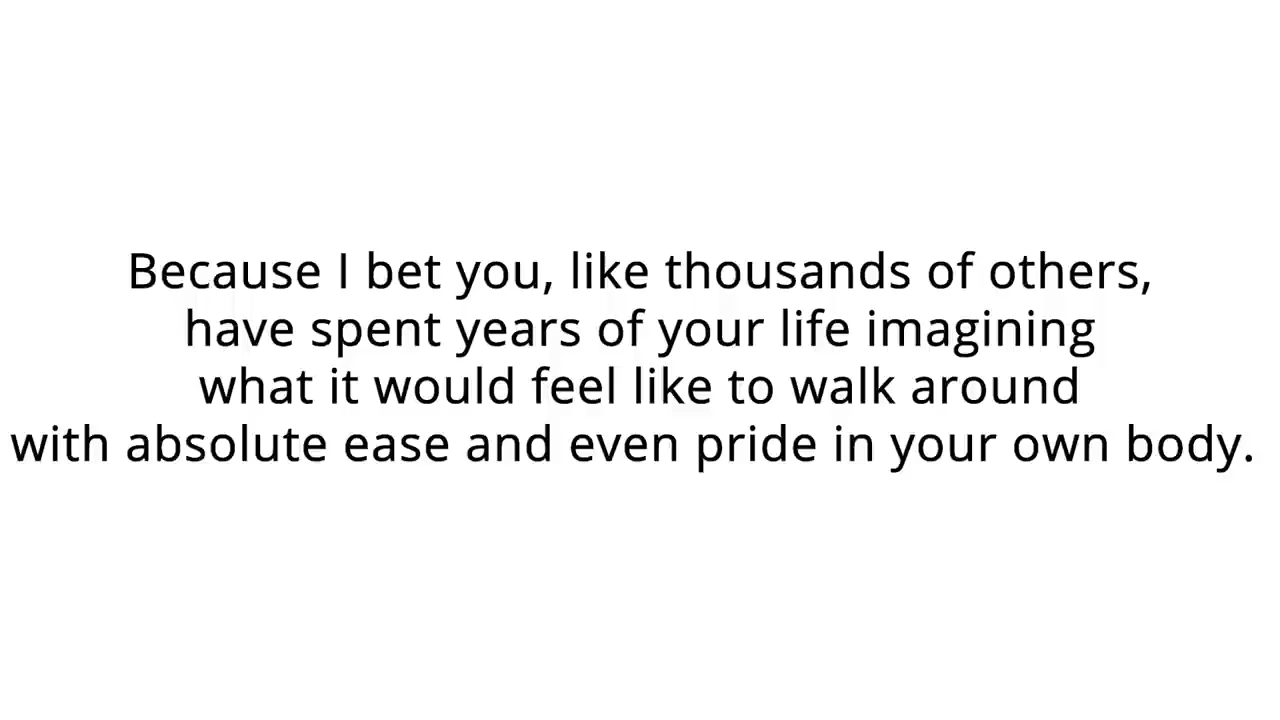 Because I bet you, like thousands of others,
have spent years of your life imagining
what it would feel like to walk around
with absolute ease and even pride in your own body.